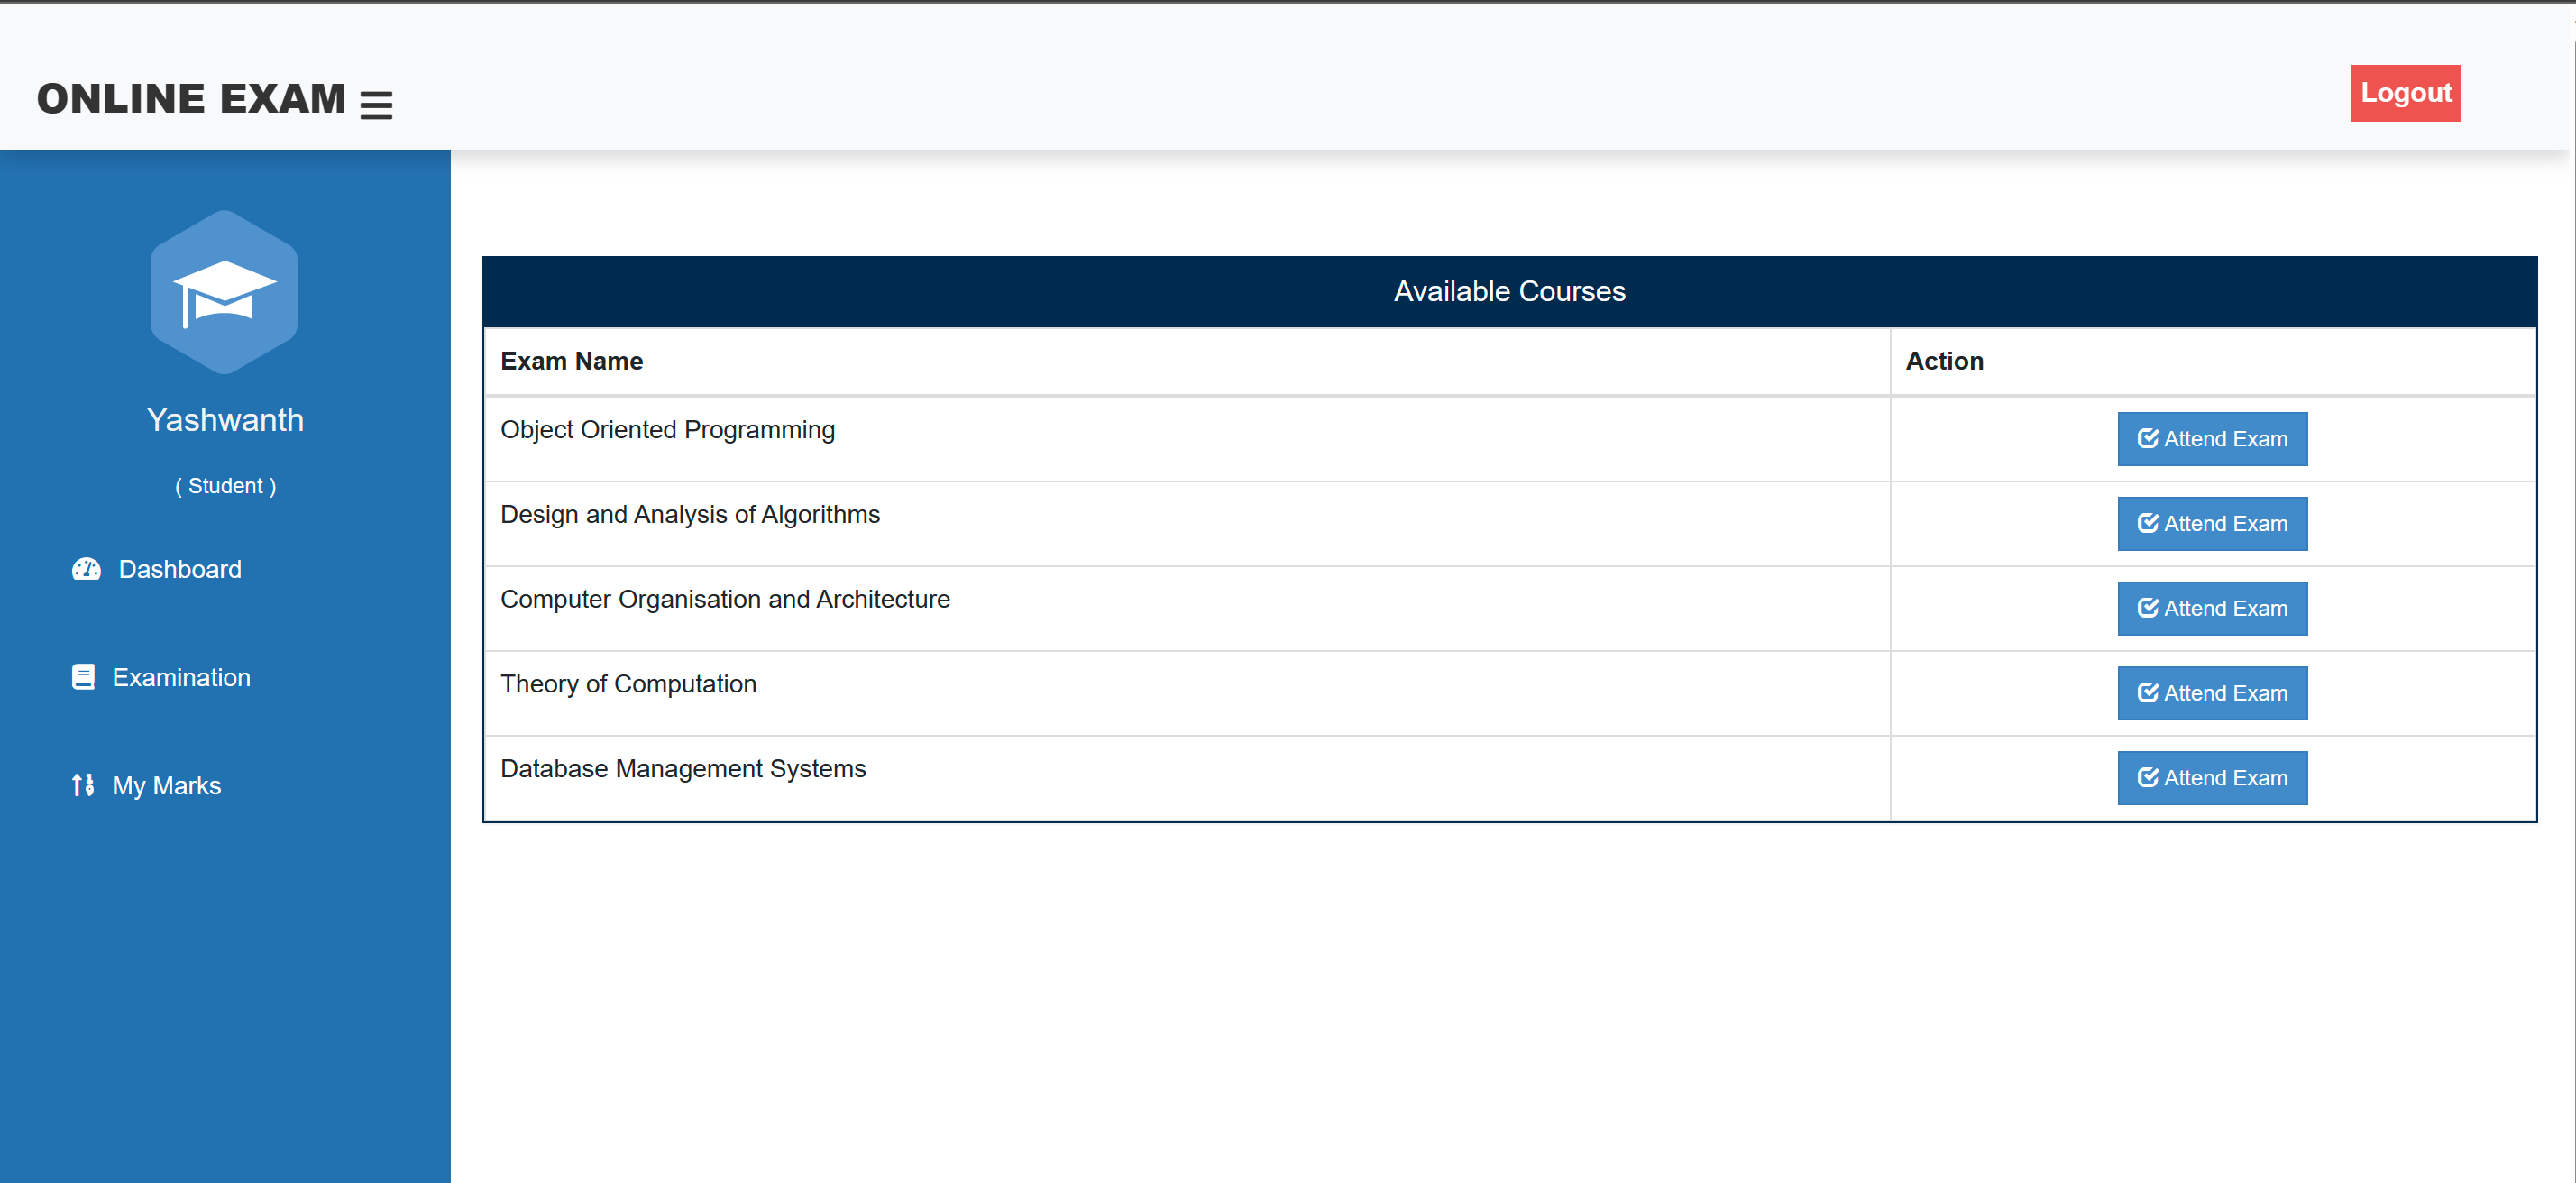 ONLINE EXAM
Logout
Yashwanth
( Student )
Dashboard
Examination
My Marks
Available Courses
Exam Name Action
Object Oriented Programming Attend Exam
Design and Analysis of Algorithms Attend Exam
Computer Organisation and Architecture Attend Exam
Theory of Computation Attend Exam
Database Management Systems Attend Exam